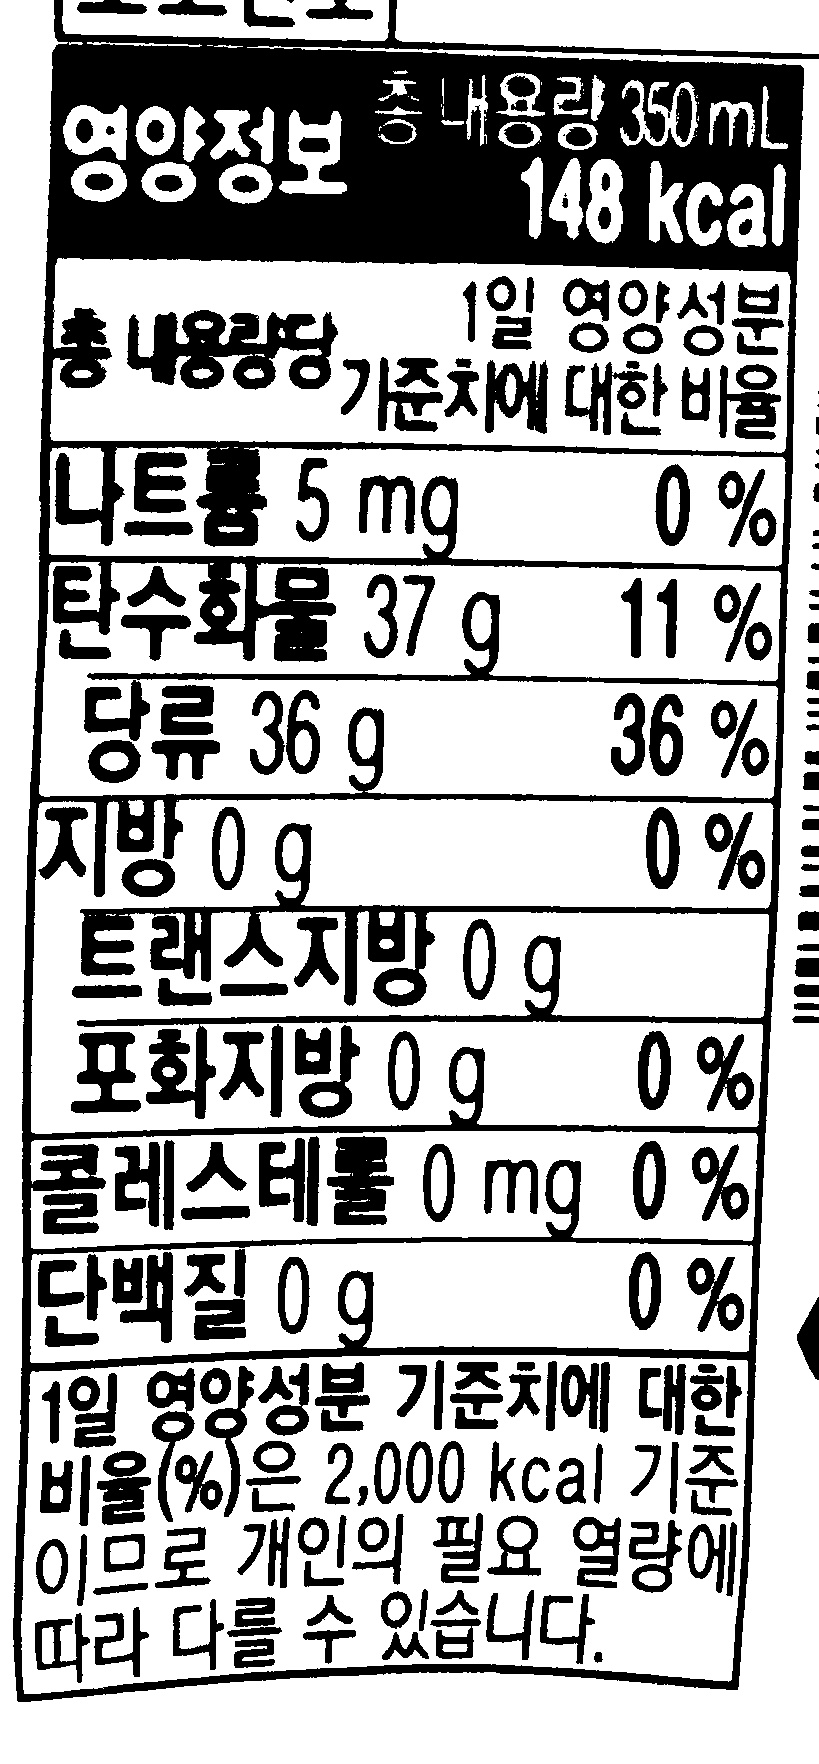 영양정보 총 내용량 350 mL
148 kcal
총 내용량당 1일 영양성분
기준치에 대한 비율
나트륨 5 mg 0 %
탄수화물 37 g 11 %
당류 36 g 36 %
지방 0 g 0 %
트랜스지방 0 g
포화지방 0 g 0 %
콜레스테롤 0 mg 0 %
단백질 0 g 0 %
1일 영양성분 기준치에 대한
비율(%)은 2,000 kcal 기준
이므로 개인의 필요 열량에
따라 다를 수 있습니다.